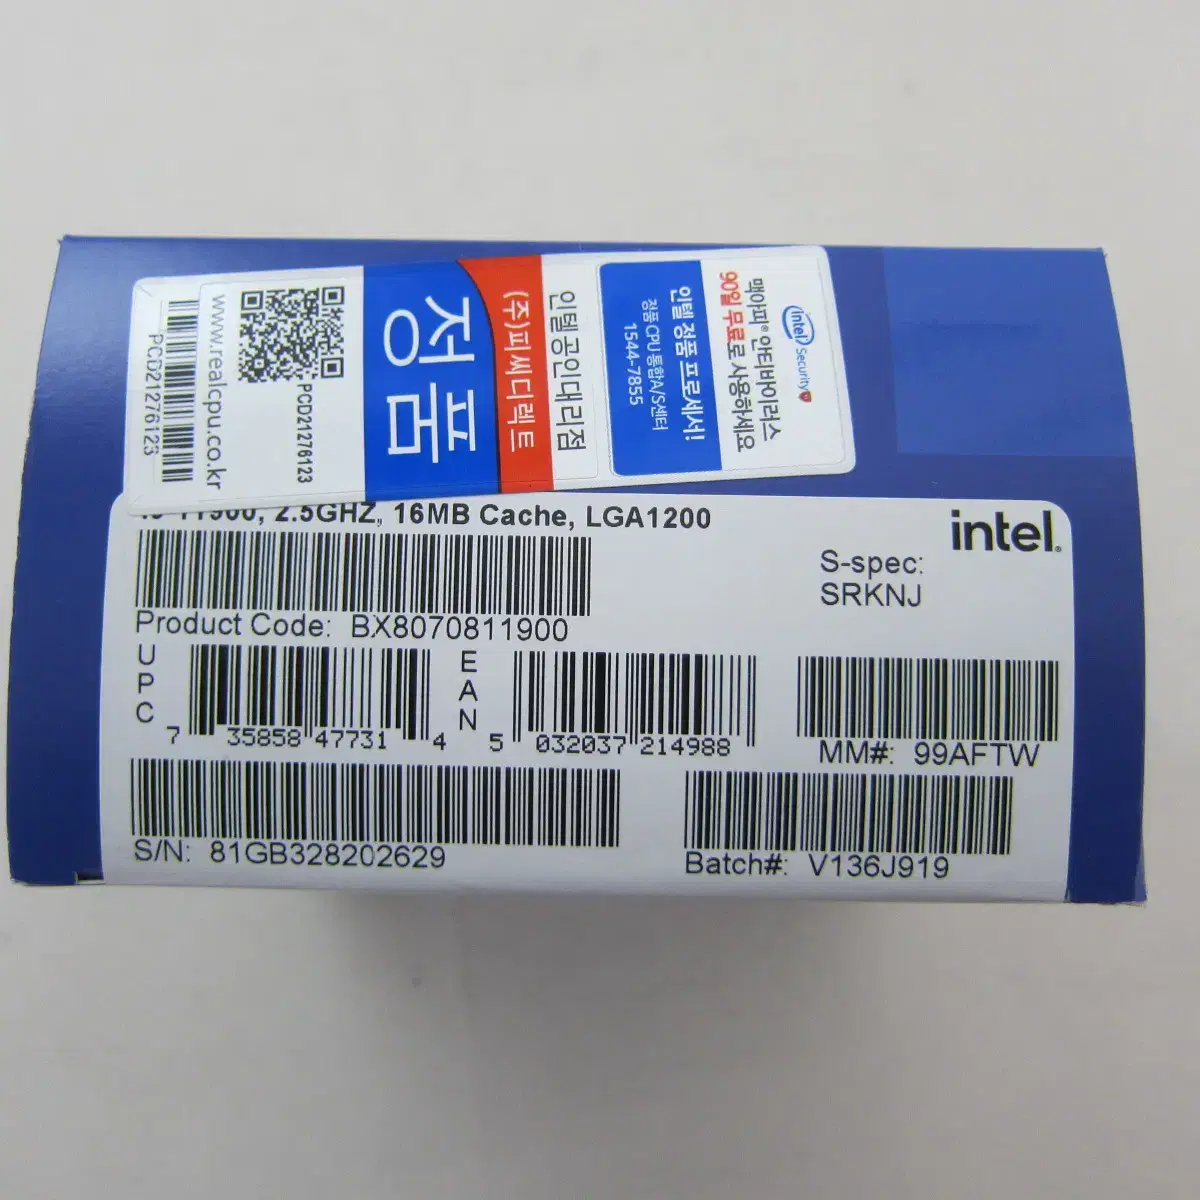 PCD21276123
www.realcpu.co.kr
PCD21276123
정품
(주)피씨디렉트
인텔공인대리점
인텔 정품 프로세서!
정품 CPU 통합A/S센터
1544-7855
맥아피® 안티바이러스
90일 무료로 사용하세요
intel Security
11900, 2.5GHZ, 16MB Cache, LGA1200
intel.
S-spec:
SRKNJ
Product Code: BX8070811900
UPC
7 35858 47731 4
EAN
5 032037 214988
MM#: 99AFTW
S/N: 81GB328202629
Batch#: V136J919